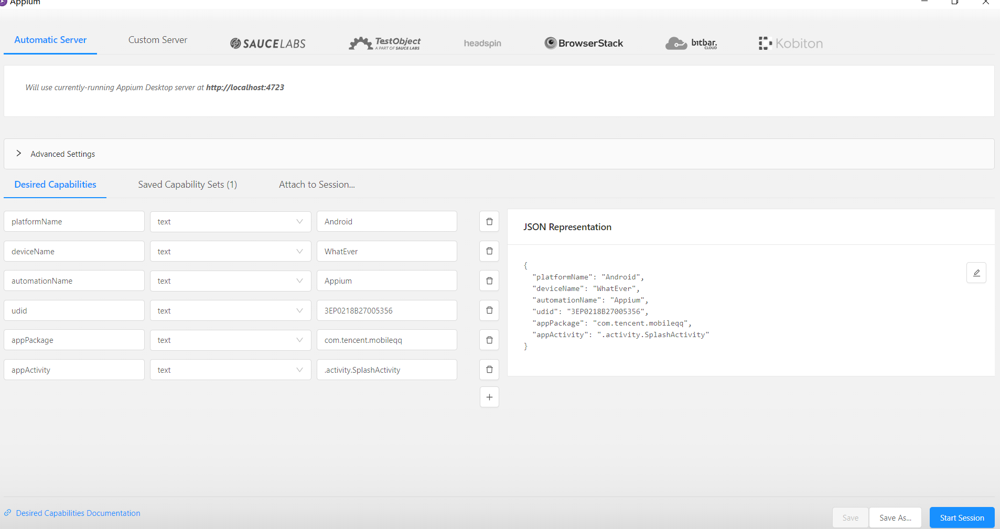 Appium
Automatic Server
Custom Server
SAUCELABS
TestObject
A PART OF SAUCE LABS
headspin
BrowserStack
bitbar.
CLOUD
Kobiton
Will use currently-running Appium Desktop server at http://localhost:4723
Advanced Settings
Desired Capabilities
Saved Capability Sets (1)
Attach to Session...
platformName text Android
deviceName text WhatEver
automationName text Appium
udid text 3EP0218B27005356
appPackage text com.tencent.mobileqq
appActivity text .activity.SplashActivity
JSON Representation
{
"platformName": "Android",
"deviceName": "WhatEver",
"automationName": "Appium",
"udid": "3EP0218B27005356",
"appPackage": "com.tencent.mobileqq",
"appActivity": ".activity.SplashActivity"
}
Desired Capabilities Documentation
Save
Save As...
Start Session